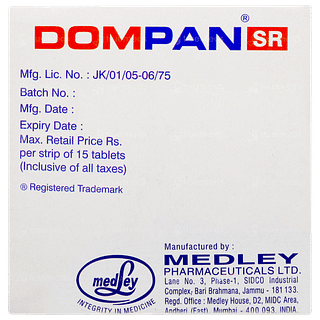 DOMPAN® SR
Mfg. Lic. No. : JK/01/05-06/75
Batch No. :
Mfg. Date :
Expiry Date :
Max. Retail Price Rs.
per strip of 15 tablets
(Inclusive of all taxes)
® Registered Trademark
medley
INTEGRITY IN MEDICINE
Manufactured by :
MEDLEY
PHARMACEUTICALS LTD.
Lane No. 3, Phase-1, SIDCO Industrial
Complex, Bari Brahmana, Jammu - 181 133.
Regd. Office : Medley House, D2, MIDC Area,
Andheri (East), Mumbai - 400 093. INDIA